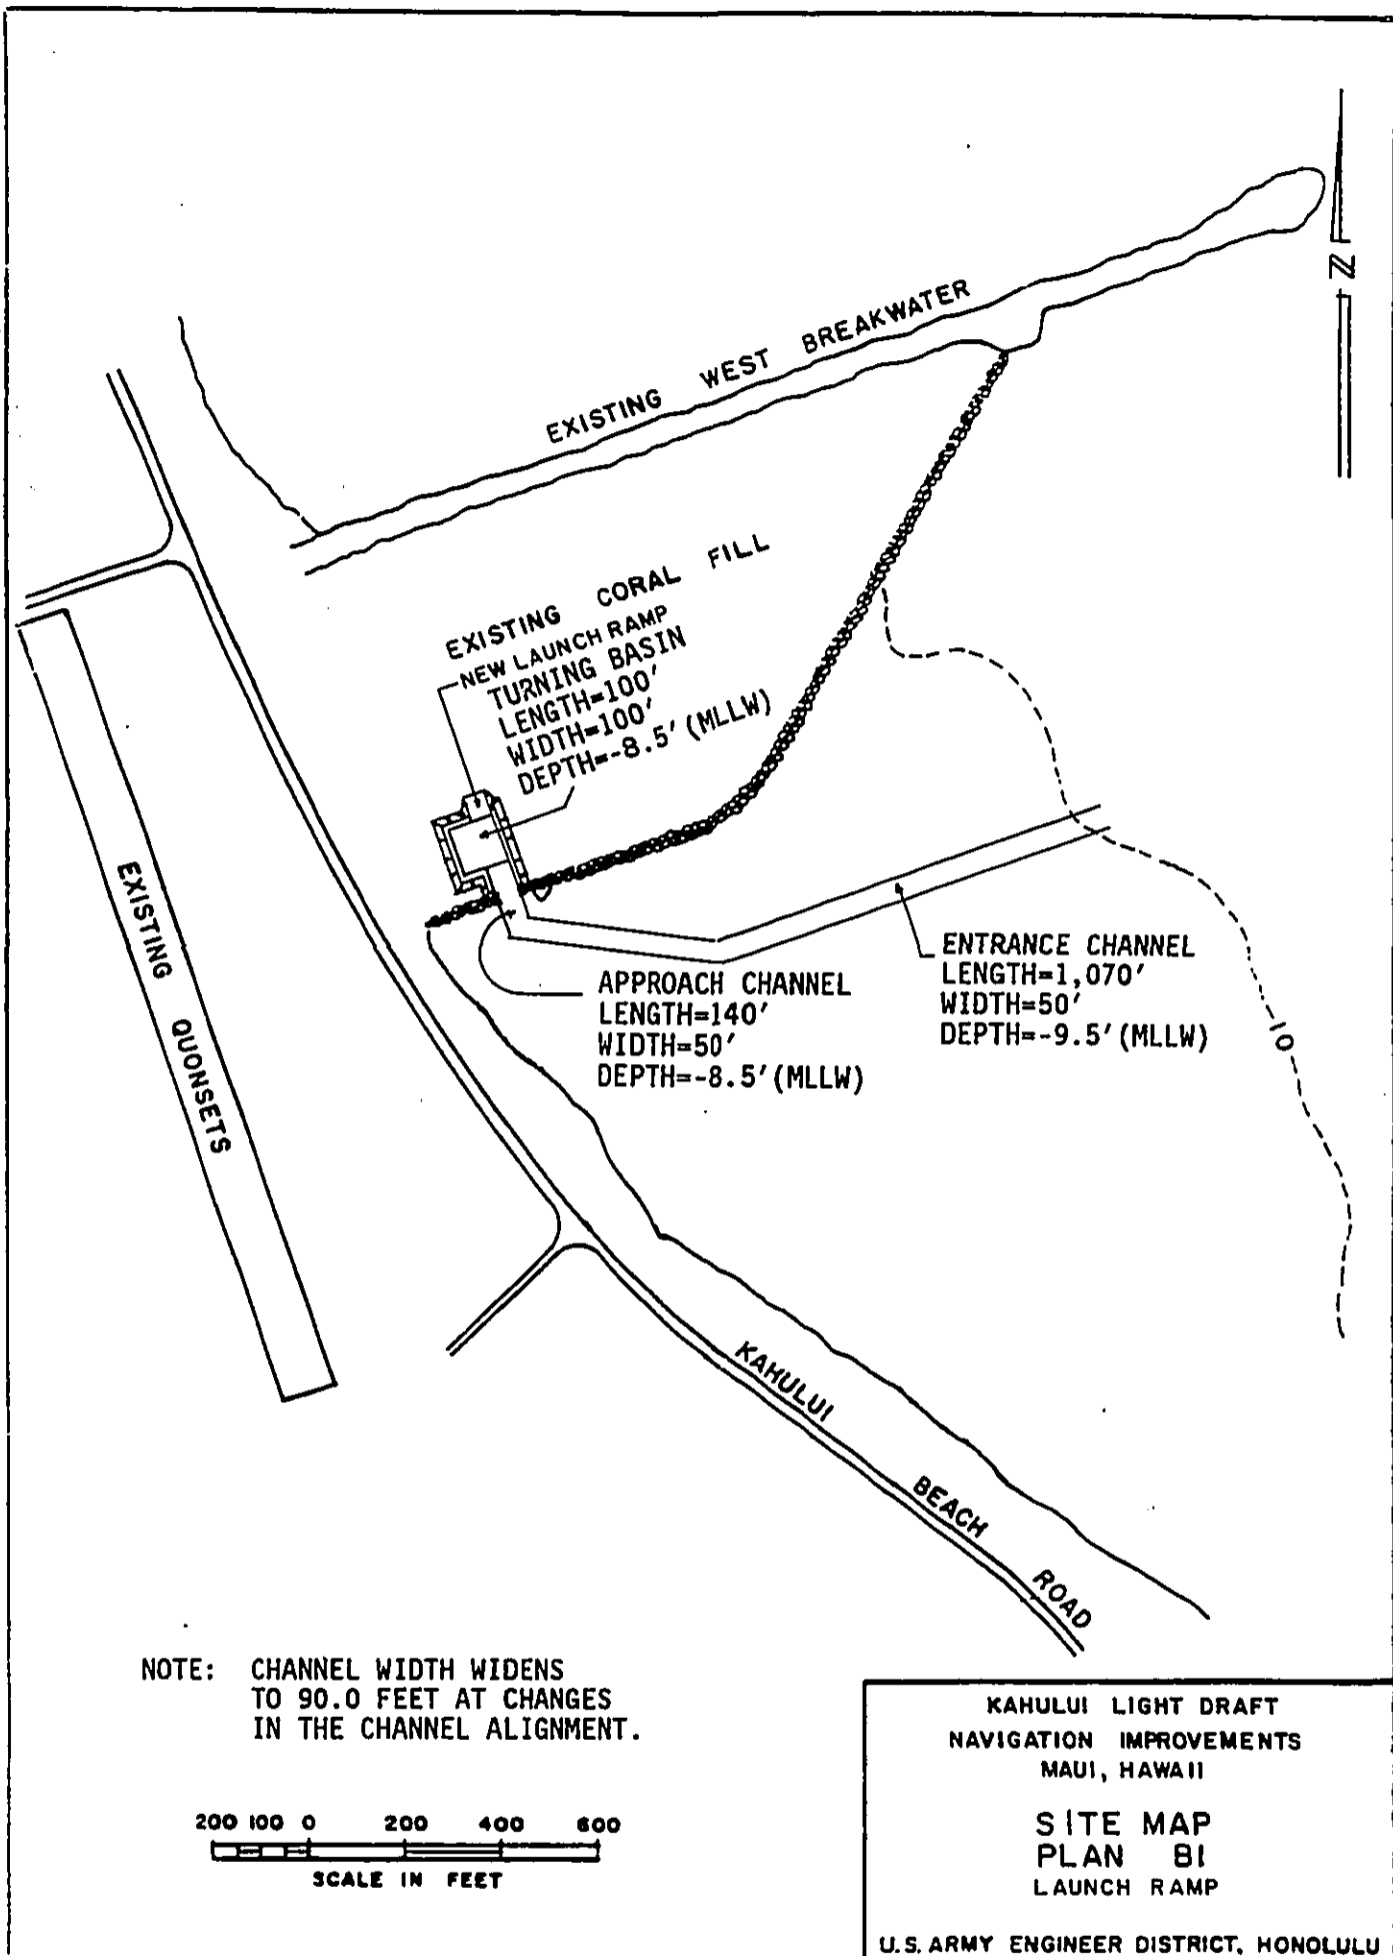 N
EXISTING WEST BREAKWATER
EXISTING CORAL FILL
NEW LAUNCH RAMP
TURNING BASIN
LENGTH=100'
WIDTH=100'
DEPTH=-8.5' (MLLW)
EXISTING QUONSETS
APPROACH CHANNEL
LENGTH=140'
WIDTH=50'
DEPTH=-8.5' (MLLW)
ENTRANCE CHANNEL
LENGTH=1,070'
WIDTH=50'
DEPTH=-9.5' (MLLW)
10
KAHULUI BEACH ROAD
NOTE: CHANNEL WIDTH WIDENS
TO 90.0 FEET AT CHANGES
IN THE CHANNEL ALIGNMENT.
200 100 0 200 400 600
SCALE IN FEET
KAHULUI LIGHT DRAFT
NAVIGATION IMPROVEMENTS
MAUI, HAWAII
SITE MAP
PLAN B1
LAUNCH RAMP
U.S. ARMY ENGINEER DISTRICT, HONOLULU